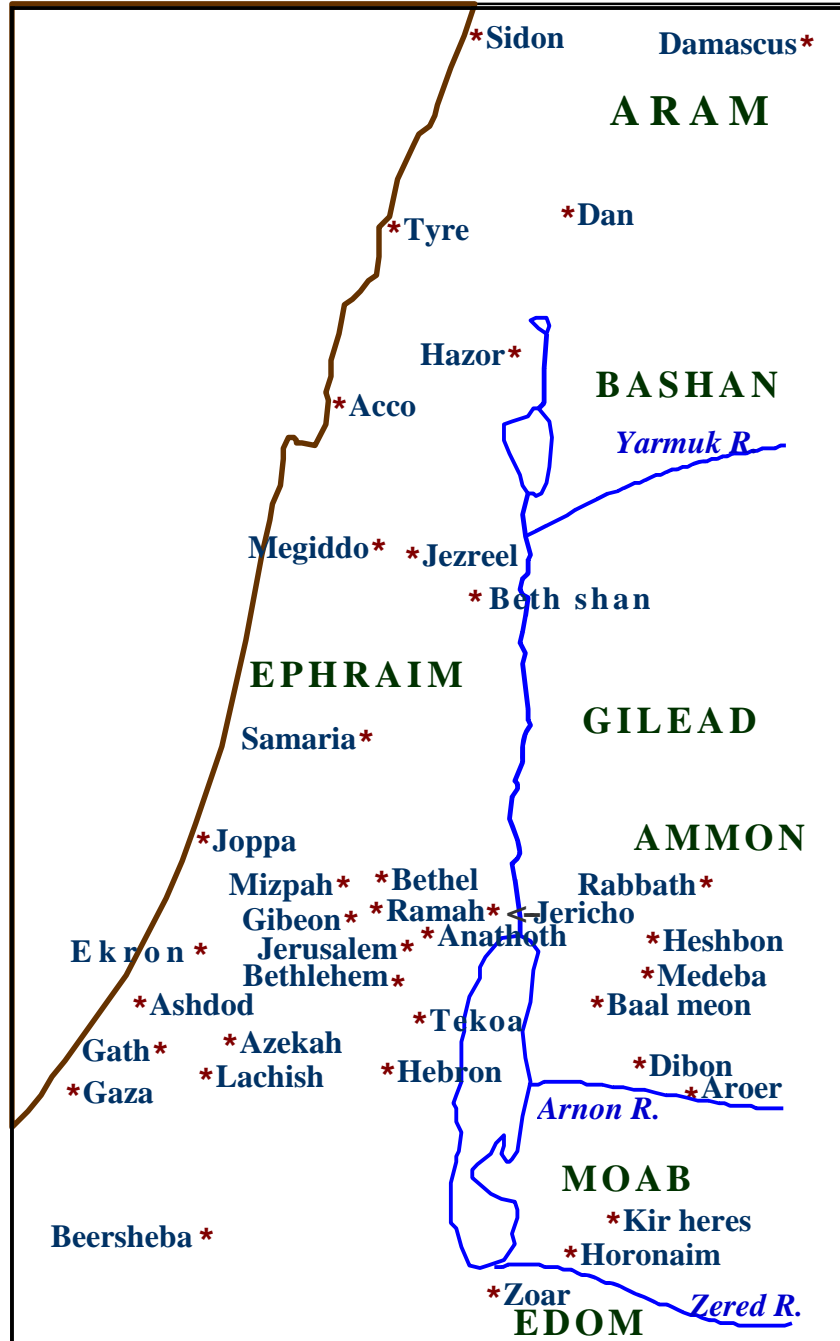 *Sidon
Damascus*
ARAM
*Dan
*Tyre
Hazor*
BASHAN
*Acco
Yarmuk R.
Megiddo*
*Jezreel
*Beth shan
EPHRAIM
GILEAD
Samaria*
*Joppa
AMMON
Mizpah*
*Bethel
Rabbath*
Gibeon*
*Ramah*
<-Jericho
*Anathoth
*Heshbon
Ekron*
Jerusalem*
Bethlehem*
*Medeba
*Ashdod
*Baal meon
*Tekoa
*Azekah
Gath*
*Lachish
*Hebron
*Dibon
*Gaza
*Aroer
Arnon R.
MOAB
*Kir heres
Beersheba*
*Horonaim
*Zoar
Zered R.
EDOM